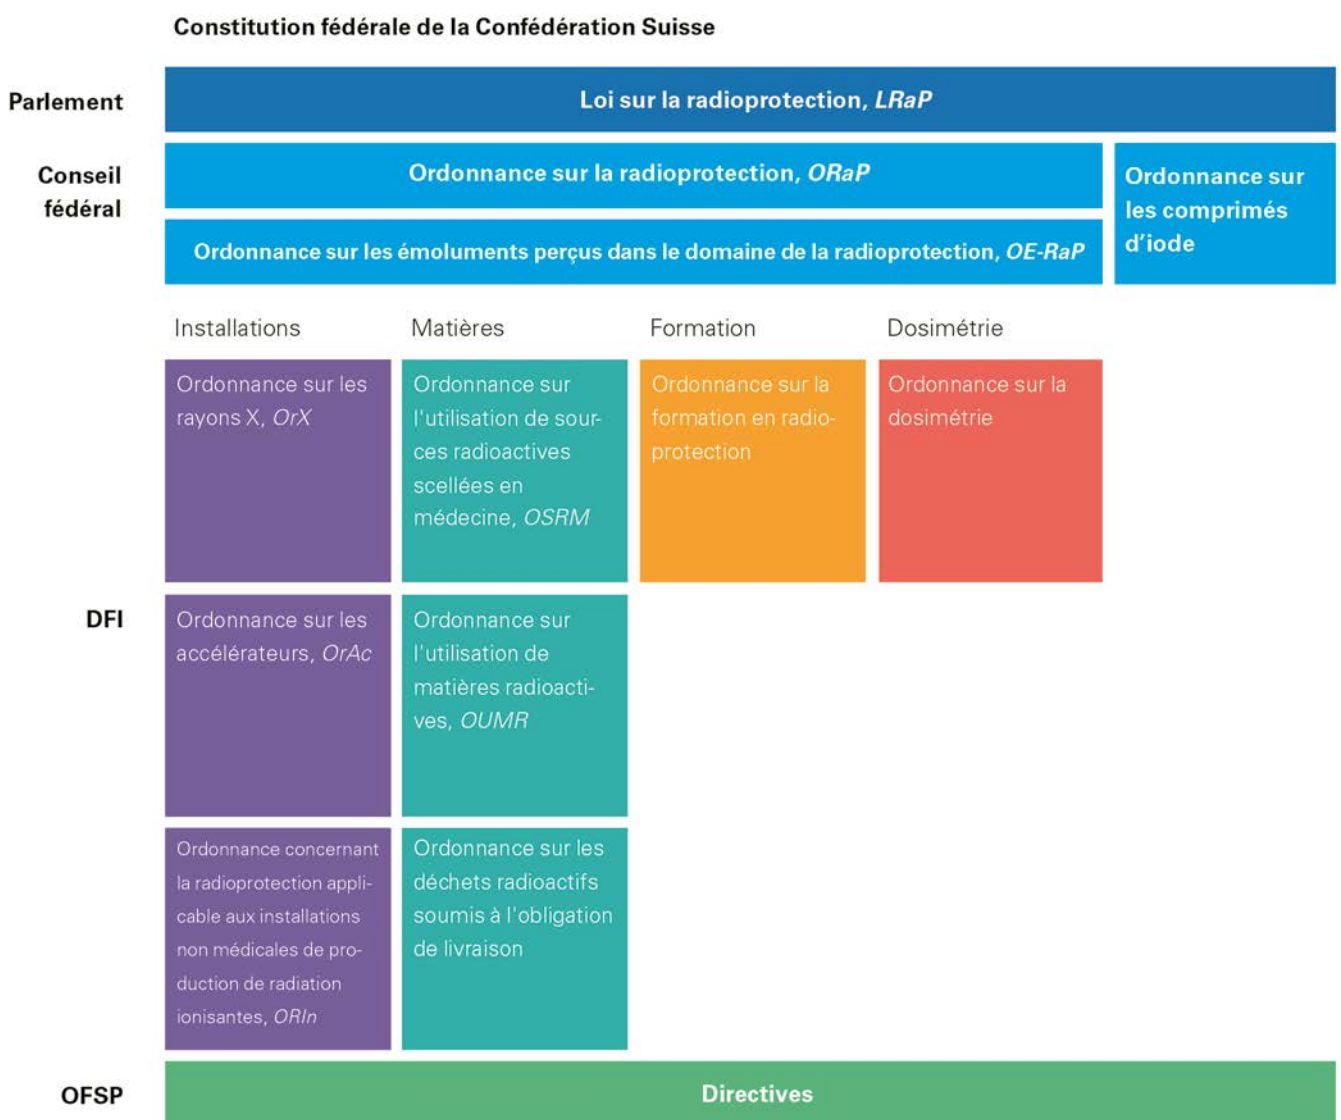 Constitution fédérale de la Confédération Suisse
Parlement
Loi sur la radioprotection, LRaP
Conseil
fédéral
Ordonnance sur la radioprotection, ORaP
Ordonnance sur les émoluments perçus dans le domaine de la radioprotection, OE-RaP
Ordonnance sur
les comprimés
d'iode
Installations
Matières
Formation
Dosimétrie
Ordonnance sur les
rayons X, OrX
Ordonnance sur
l'utilisation de sour-
ces radioactives
scellées en
médecine, OSRM
Ordonnance sur la
formation en radio-
protection
Ordonnance sur la
dosimétrie
DFI
Ordonnance sur les
accélérateurs, OrAc
Ordonnance sur
l'utilisation de
matières radioacti-
ves, OUMR
Ordonnance concernant
la radioprotection appli-
cable aux installations
non médicales de pro-
duction de radiation
ionisantes, ORIn
Ordonnance sur les
déchets radioactifs
soumis à l'obligation
de livraison
OFSP
Directives